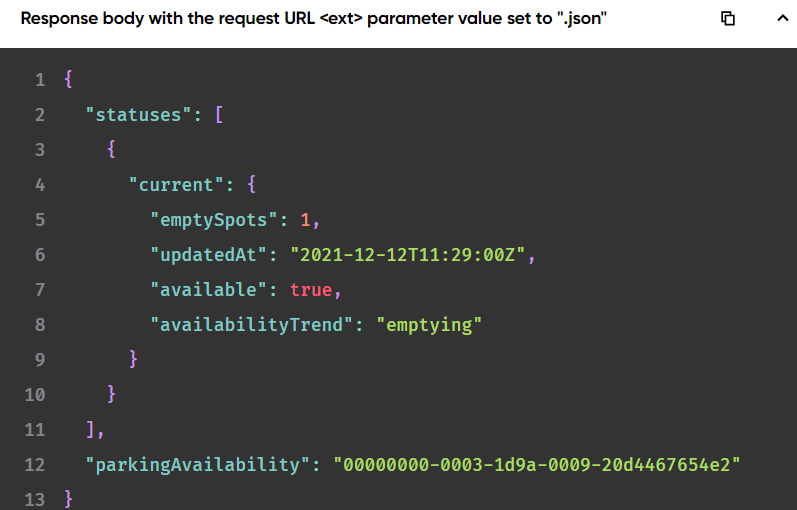 Response body with the request URL <ext> parameter value set to ".json"
1 {
2 "statuses": [
3 {
4 "current": {
5 "emptySpots": 1,
6 "updatedAt": "2021-12-12T11:29:00Z",
7 "available": true,
8 "availabilityTrend": "emptying"
9 }
10 }
11 ],
12 "parkingAvailability": "00000000-0003-1d9a-0009-20d4467654e2"
13 }